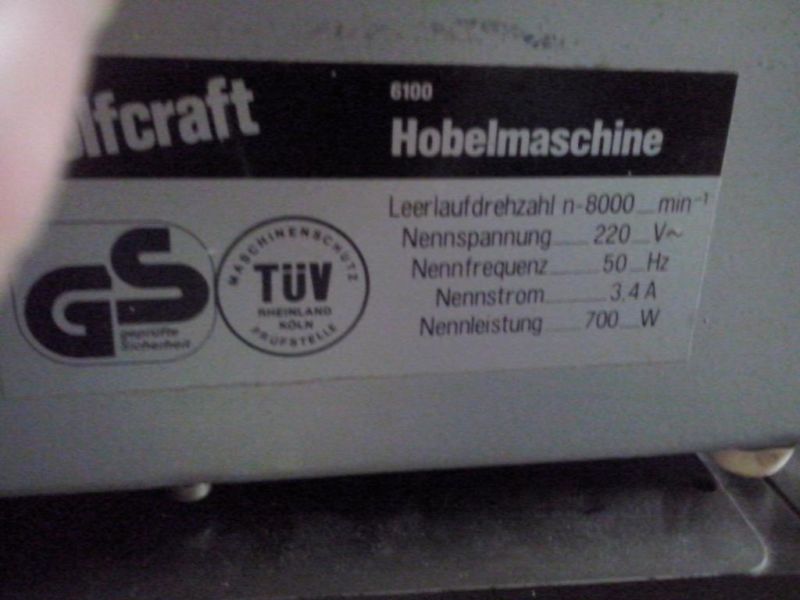 lfcraft
6100
Hobelmaschine
Leerlaufdrehzahl n-8000 min⁻¹
Nennspannung 220 V~
Nennfrequenz 50 Hz
Nennstrom 3,4 A
Nennleistung 700 W
GS
geprüfte
Sicherheit
MASCHINENSCHUTZ
TÜV
RHEINLAND
KÖLN
PRÜFSTELLE